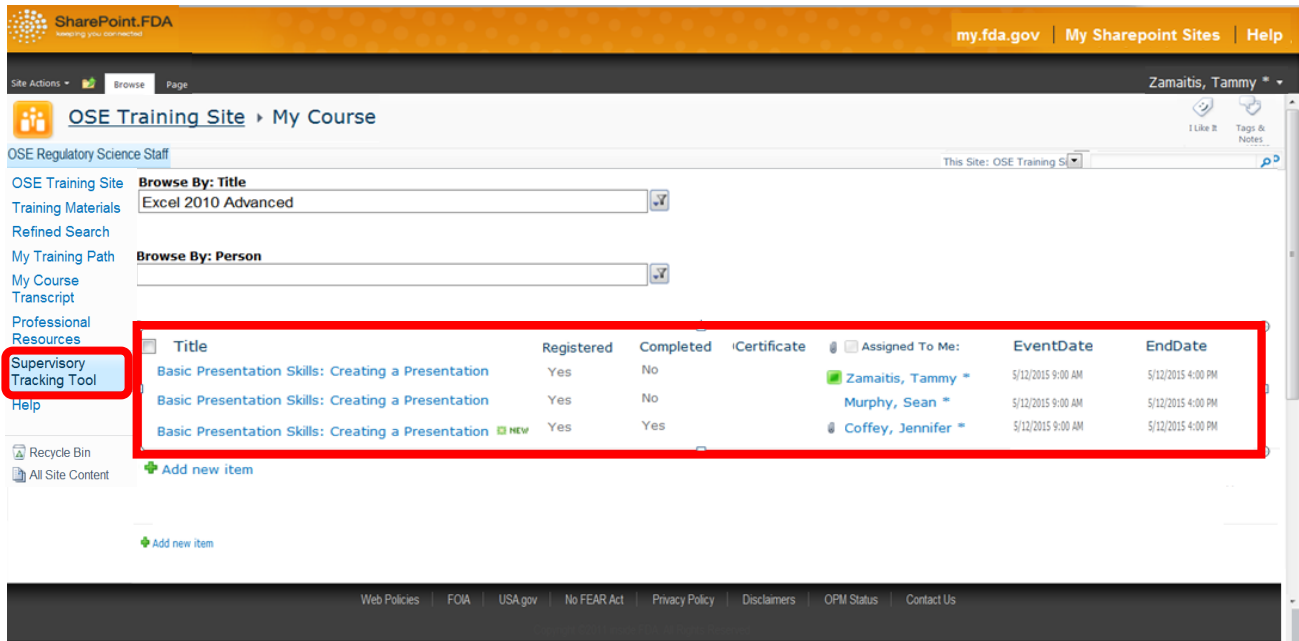 SharePoint.FDA
keeping you connected
my.fda.gov | My Sharepoint Sites | Help
Site Actions Browse Page
Zamaitis, Tammy *
OSE Training Site My Course
I Like It Tags & Notes
OSE Regulatory Science Staff
This Site: OSE Training S
OSE Training Site
Training Materials
Refined Search
My Training Path
My Course
Transcript
Professional
Resources
Supervisory
Tracking Tool
Help
Recycle Bin
All Site Content
Browse By: Title
Excel 2010 Advanced
Browse By: Person
Title Registered Completed Certificate Assigned To Me: EventDate EndDate
Basic Presentation Skills: Creating a Presentation Yes No Zamaitis, Tammy * 5/12/2015 9:00 AM 5/12/2015 4:00 PM
Basic Presentation Skills: Creating a Presentation Yes No Murphy, Sean * 5/12/2015 9:00 AM 5/12/2015 4:00 PM
Basic Presentation Skills: Creating a Presentation NEW Yes Yes Coffey, Jennifer * 5/12/2015 9:00 AM 5/12/2015 4:00 PM
Add new item
Add new item
Web Policies | FOIA | USA.gov | No FEAR Act | Privacy Policy | Disclaimers | OPM Status | Contact Us